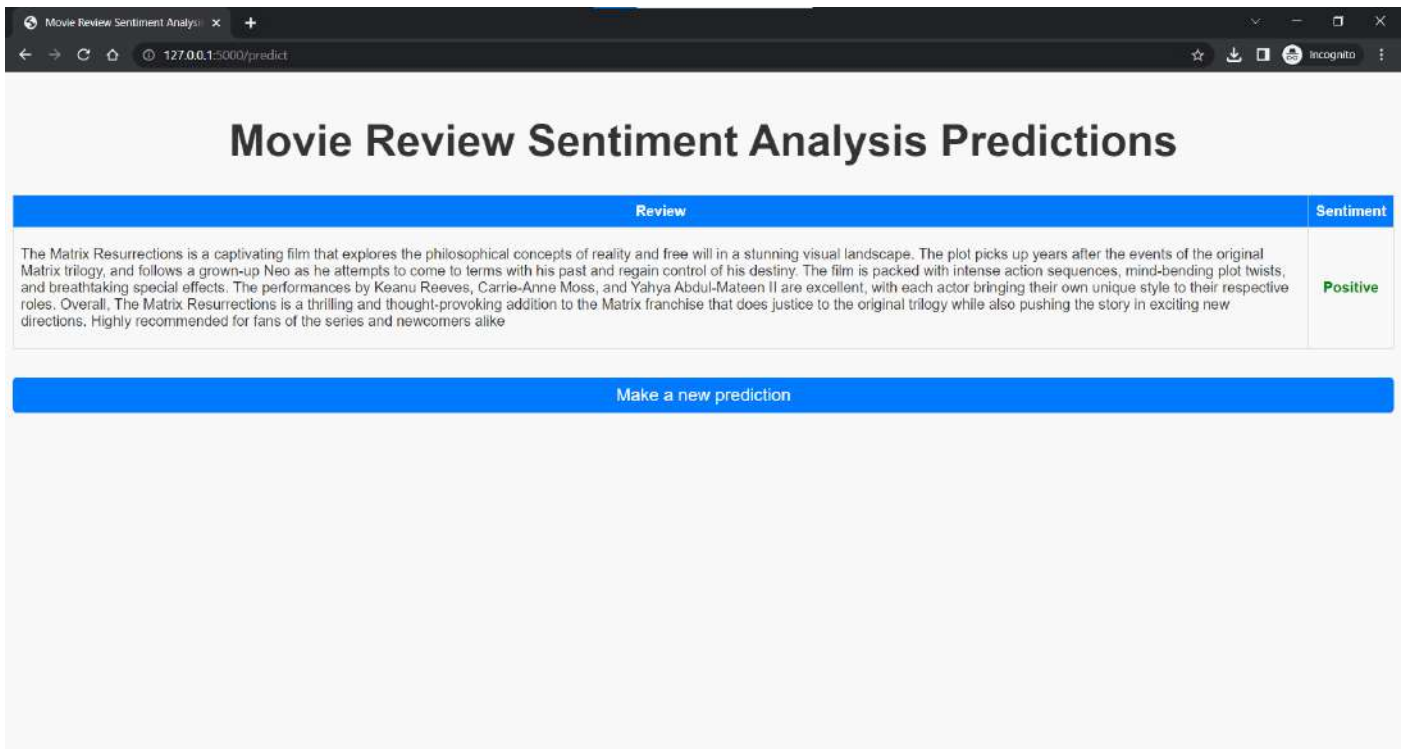 Movie Review Sentiment Analysi
127.0.0.1:5000/predict
Incognito
Movie Review Sentiment Analysis Predictions
Review
Sentiment
The Matrix Resurrections is a captivating film that explores the philosophical concepts of reality and free will in a stunning visual landscape. The plot picks up years after the events of the original
Matrix trilogy, and follows a grown-up Neo as he attempts to come to terms with his past and regain control of his destiny. The film is packed with intense action sequences, mind-bending plot twists,
and breathtaking special effects. The performances by Keanu Reeves, Carrie-Anne Moss, and Yahya Abdul-Mateen II are excellent, with each actor bringing their own unique style to their respective
roles. Overall, The Matrix Resurrections is a thrilling and thought-provoking addition to the Matrix franchise that does justice to the original trilogy while also pushing the story in exciting new
directions. Highly recommended for fans of the series and newcomers alike
Positive
Make a new prediction